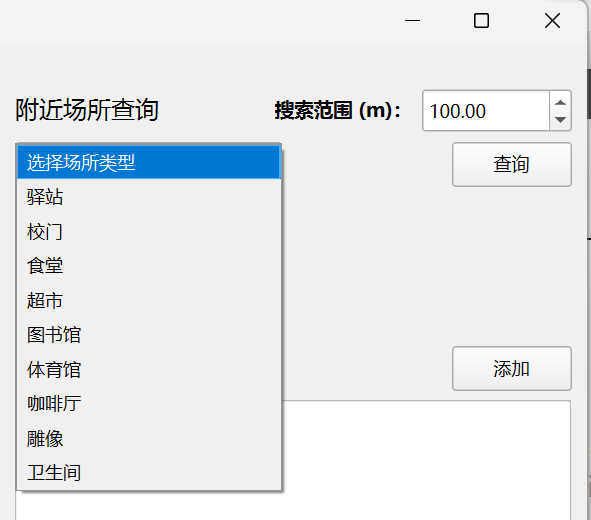 附近场所查询
搜索范围 (m)：
100.00
选择场所类型
查询
驿站
校门
食堂
超市
图书馆
体育馆
添加
咖啡厅
雕像
卫生间